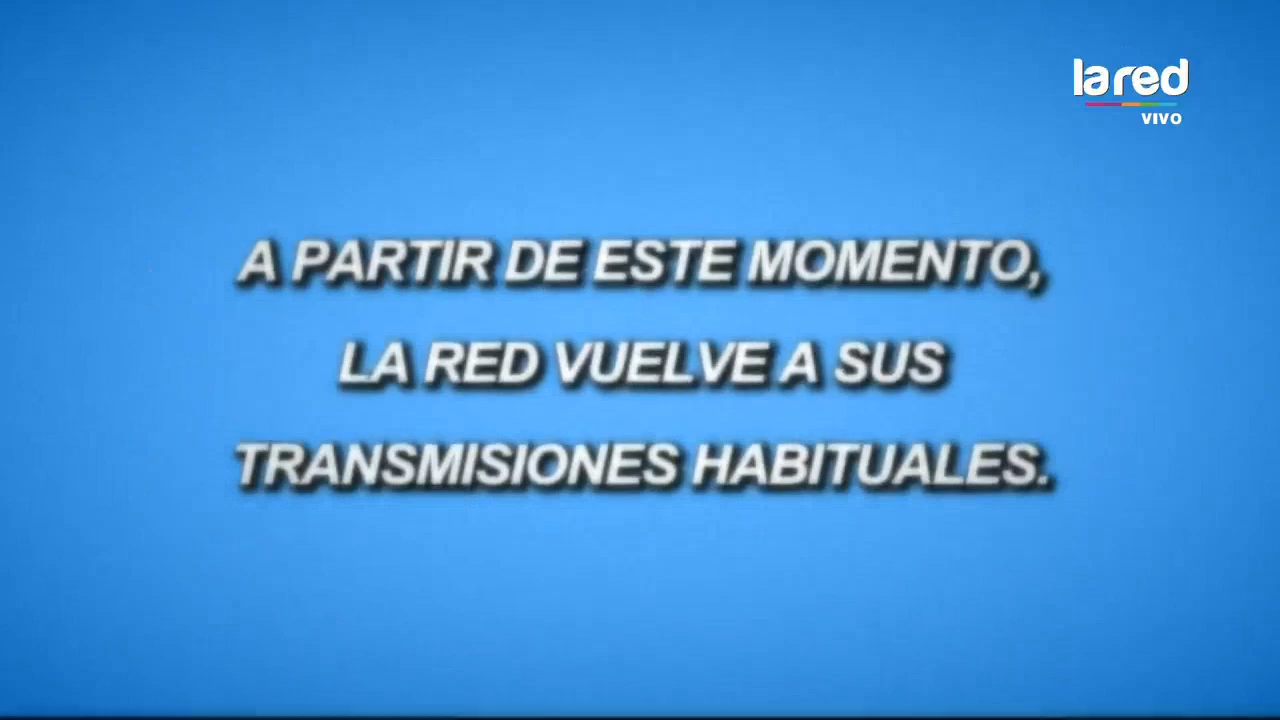 lared
VIVO
A PARTIR DE ESTE MOMENTO,
LA RED VUELVE A SUS
TRANSMISIONES HABITUALES.